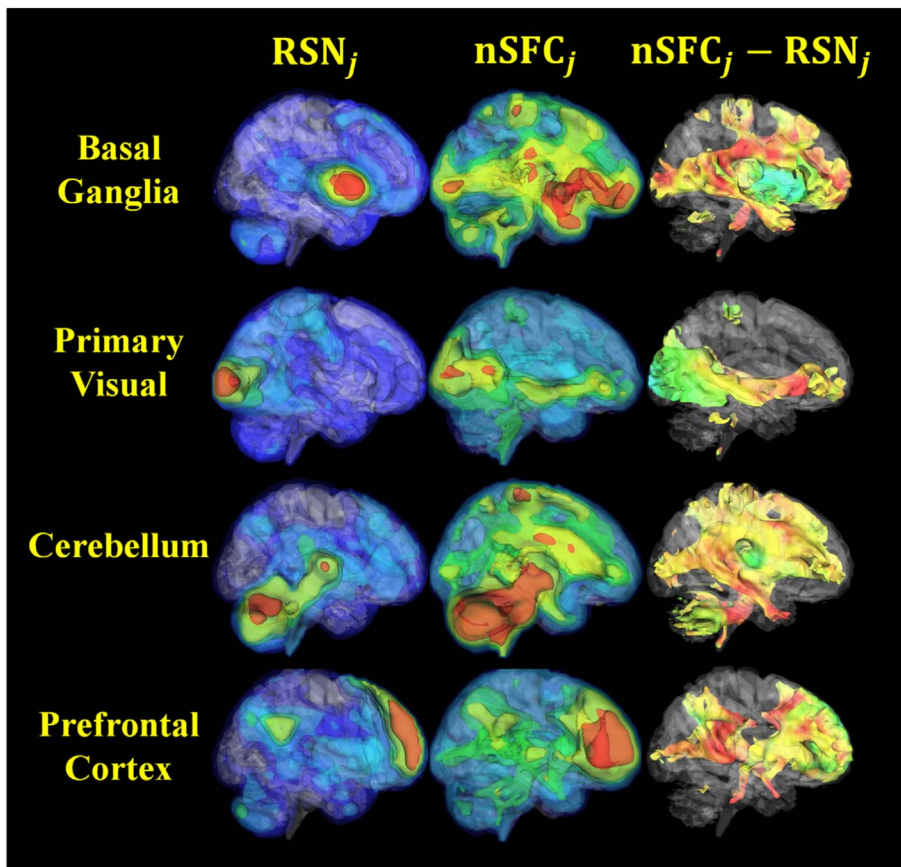 RSNⱼ nSFCⱼ nSFCⱼ − RSNⱼ
Basal
Ganglia
Primary
Visual
Cerebellum
Prefrontal
Cortex